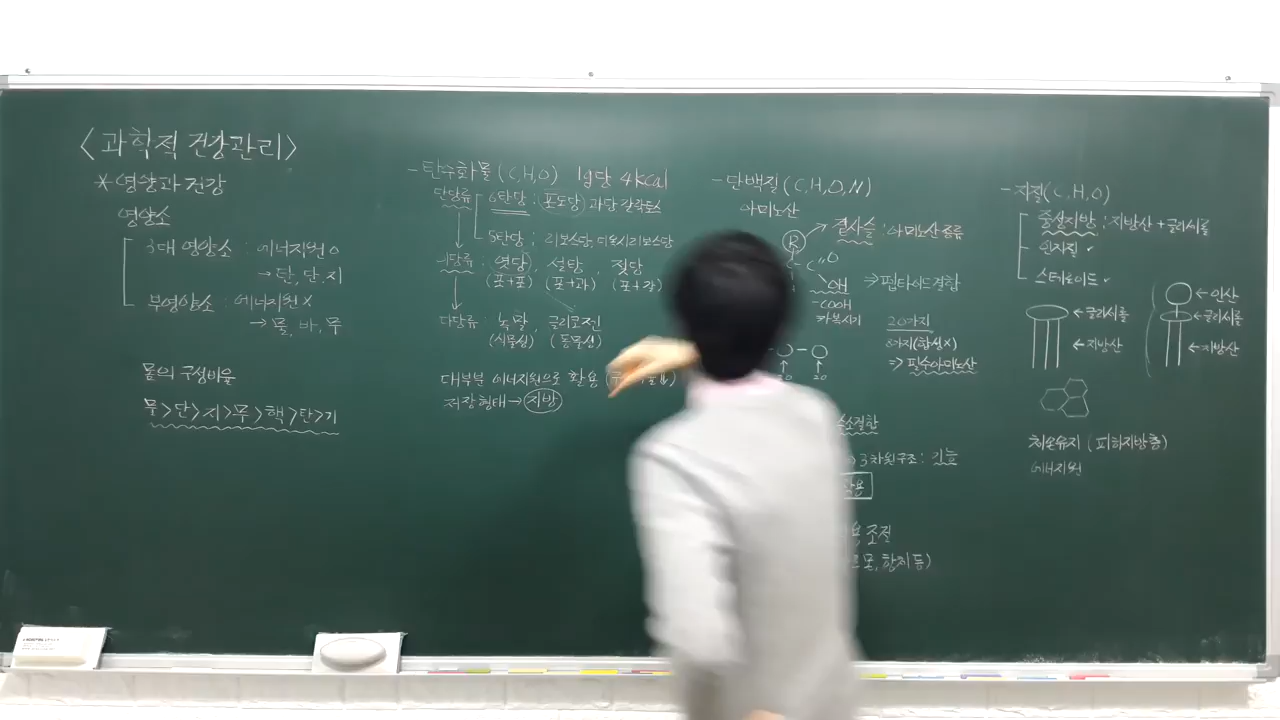 <과학적 건강관리>
*영양과 건강
영양소
3대 영양소 : 에너지원 O
→ 탄, 단, 지
부영양소 : 에너지원 X
→ 물, 바, 무
몸의 구성비율
물>단>지>무>핵>탄>기
-탄수화물 (C,H,O) 1g당 4kcal
단당류 6탄당 : 포도당 과당 갈락토스
5탄당 : 리보스당, 디옥시리보스당
이당류 : 엿당, 설탕, 젖당
(포+포) (포+과) (포+갈)
다당류 : 녹말, 글리코젠
(식물성) (동물성)
대부분 에너지원으로 활용
저장형태→지방
-단백질 (C,H,O,N)
아미노산
R → 곁사슬 : 아미노산 종류
C O
OH ⇒펩타이드결합
-COOH
카복시기
20가지
8가지(합성X)
⇒ 필수아미노산
20 20
3차원구조 : 기능
조절
항체 등)
-지질(C,H,O)
중성지방 : 지방산 + 글리세롤
인지질 ✓
스테로이드 ✓
←글리세롤
←지방산
←인산
←글리세롤
←지방산
체온유지 (피하지방층)
에너지원